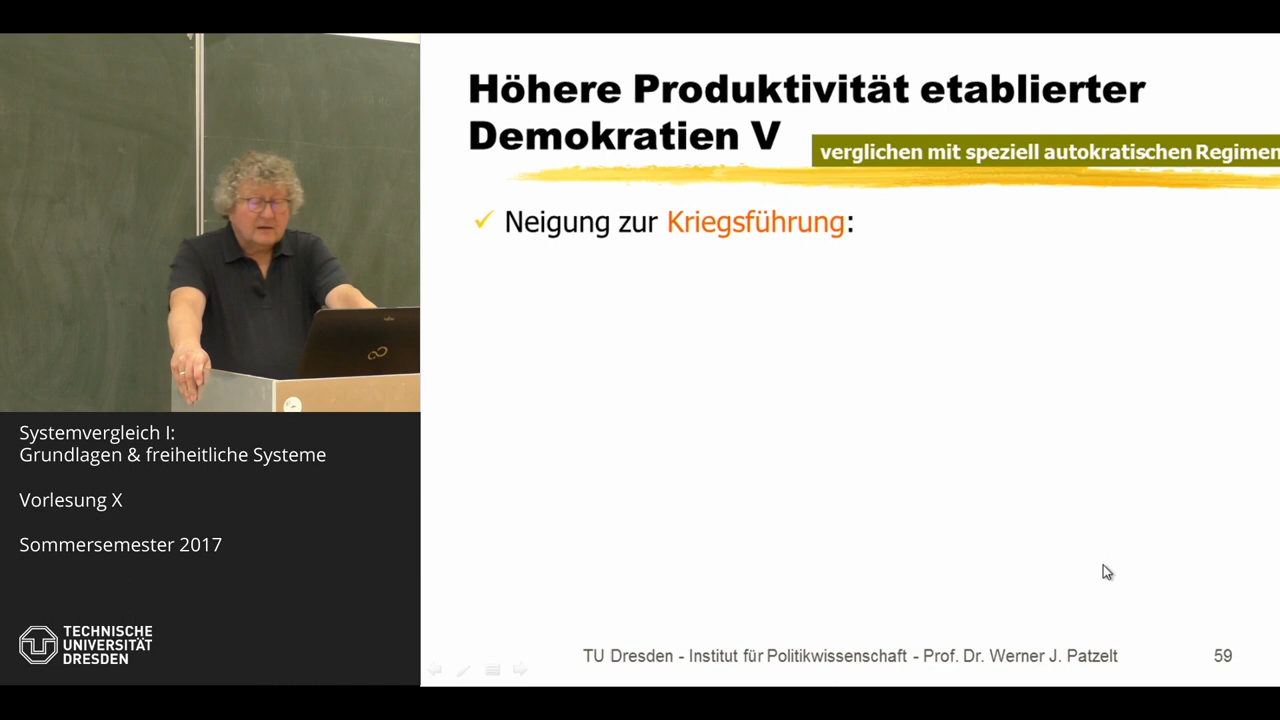 Höhere Produktivität etablierter
Demokratien V
verglichen mit speziell autokratischen Regimen
✓ Neigung zur Kriegsführung:
Systemvergleich I:
Grundlagen & freiheitliche Systeme
Vorlesung X
Sommersemester 2017
TECHNISCHE
UNIVERSITÄT
DRESDEN
TU Dresden - Institut für Politikwissenschaft - Prof. Dr. Werner J. Patzelt
59